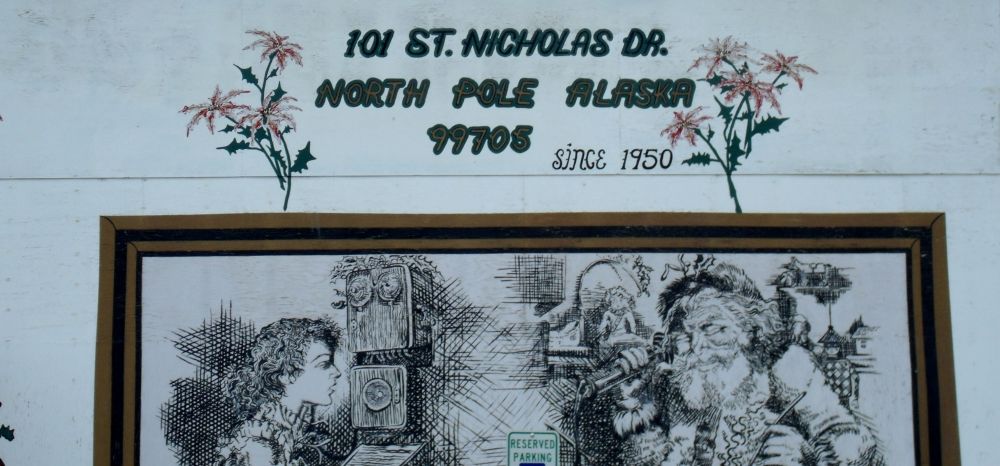 101 ST. NICHOLAS DR.
NORTH POLE ALASKA
99705
SINCE 1950
RESERVED
PARKING